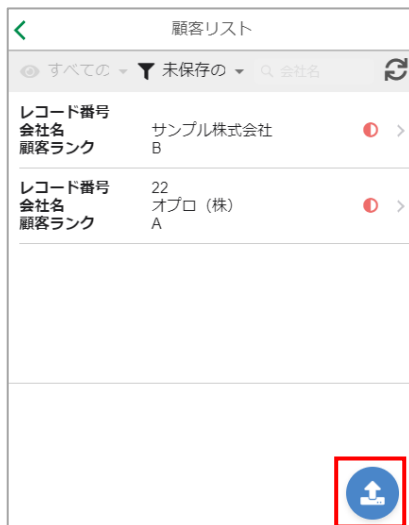 顧客リスト
すべての 未保存の 会社名
レコード番号
会社名 サンプル株式会社
顧客ランク B
レコード番号 22
会社名 オプロ（株）
顧客ランク A